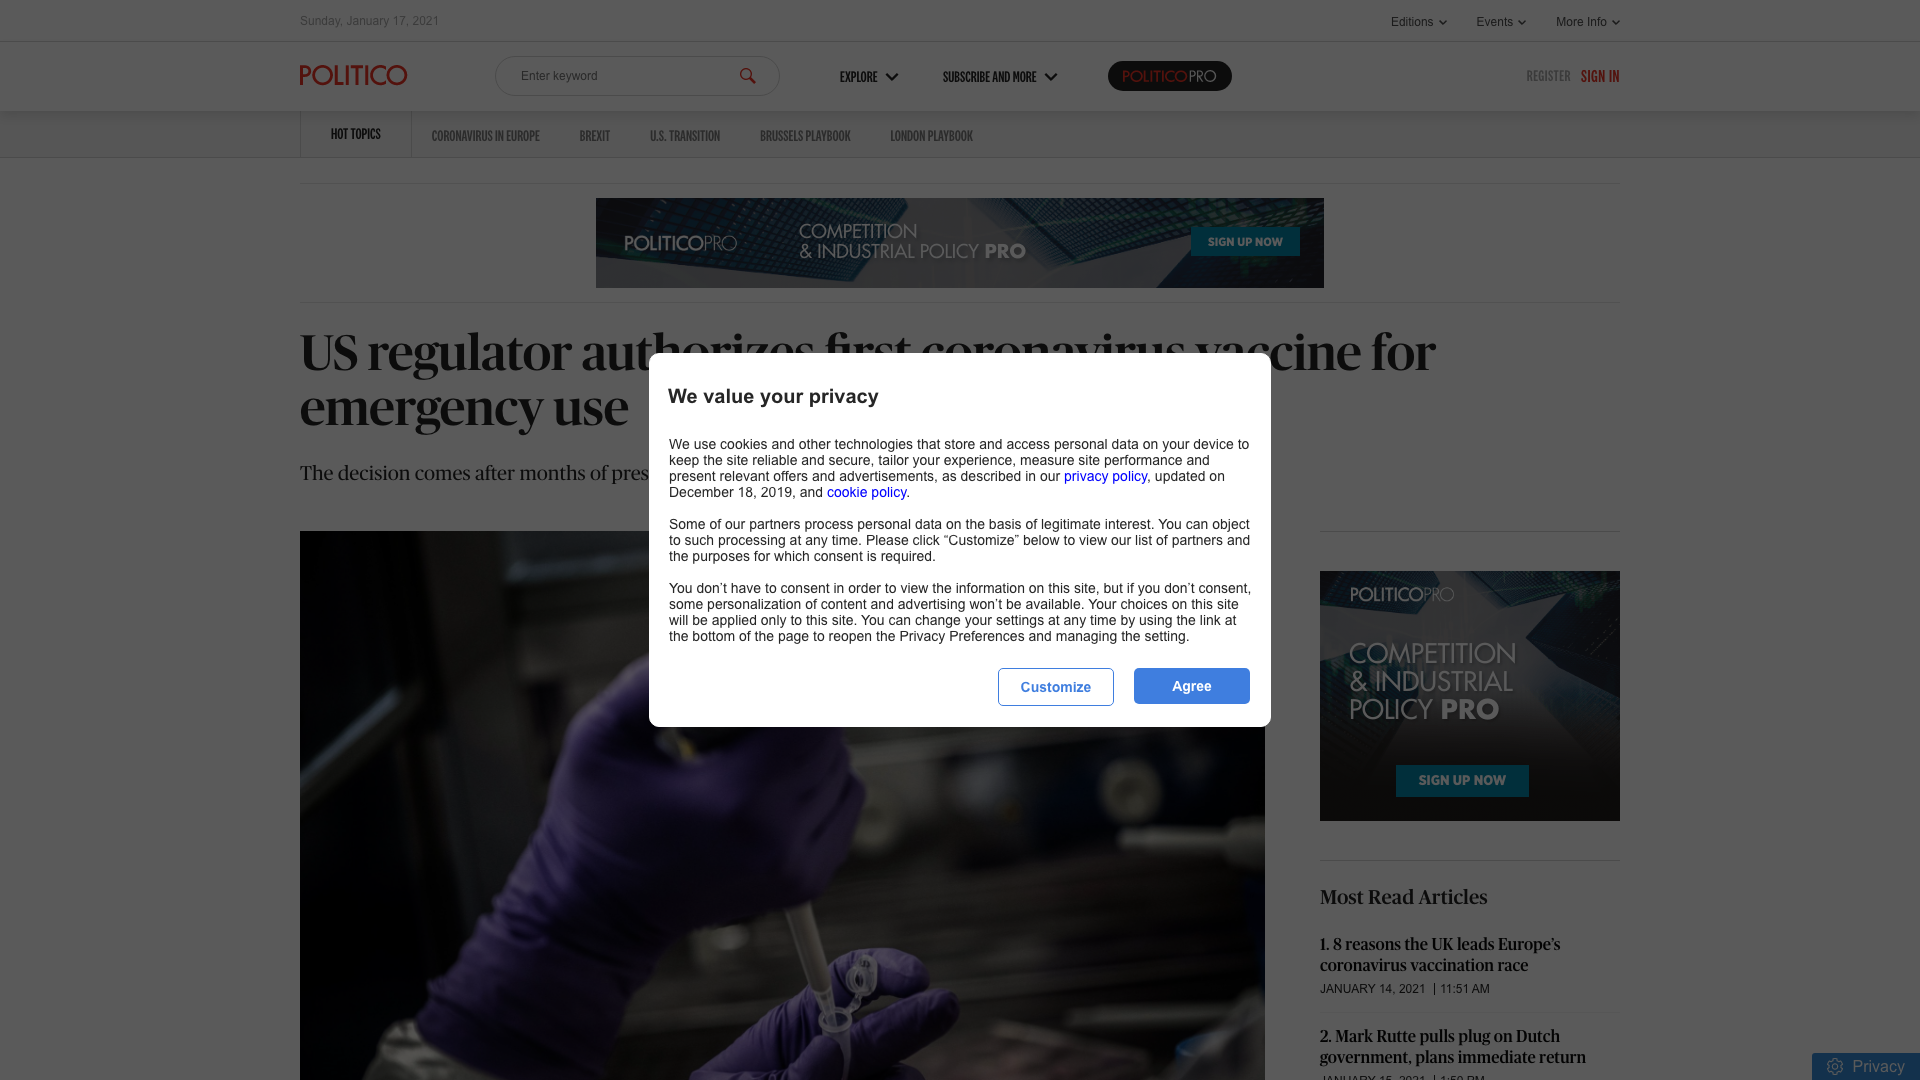 Sunday, January 17, 2021
Editions
Events
More Info
POLITICO
Enter keyword
EXPLORE
SUBSCRIBE AND MORE
POLITICOPRO
REGISTER
SIGN IN
HOT TOPICS
CORONAVIRUS IN EUROPE
BREXIT
U.S. TRANSITION
BRUSSELS PLAYBOOK
LONDON PLAYBOOK
POLITICOPRO
COMPETITION
& INDUSTRIAL POLICY PRO
SIGN UP NOW
US regulator authorizes first coronavirus vaccine for
emergency use
The decision comes after months of pres
We value your privacy
We use cookies and other technologies that store and access personal data on your device to
keep the site reliable and secure, tailor your experience, measure site performance and
present relevant offers and advertisements, as described in our privacy policy, updated on
December 18, 2019, and cookie policy.
Some of our partners process personal data on the basis of legitimate interest. You can object
to such processing at any time. Please click “Customize” below to view our list of partners and
the purposes for which consent is required.
You don’t have to consent in order to view the information on this site, but if you don’t consent,
some personalization of content and advertising won’t be available. Your choices on this site
will be applied only to this site. You can change your settings at any time by using the link at
the bottom of the page to reopen the Privacy Preferences and managing the setting.
Customize
Agree
POLITICOPRO
COMPETITION
& INDUSTRIAL
POLICY PRO
SIGN UP NOW
Most Read Articles
1. 8 reasons the UK leads Europe’s
coronavirus vaccination race
JANUARY 14, 2021 | 11:51 AM
2. Mark Rutte pulls plug on Dutch
government, plans immediate return
JANUARY 15, 2021 | 1:50 PM
Privacy